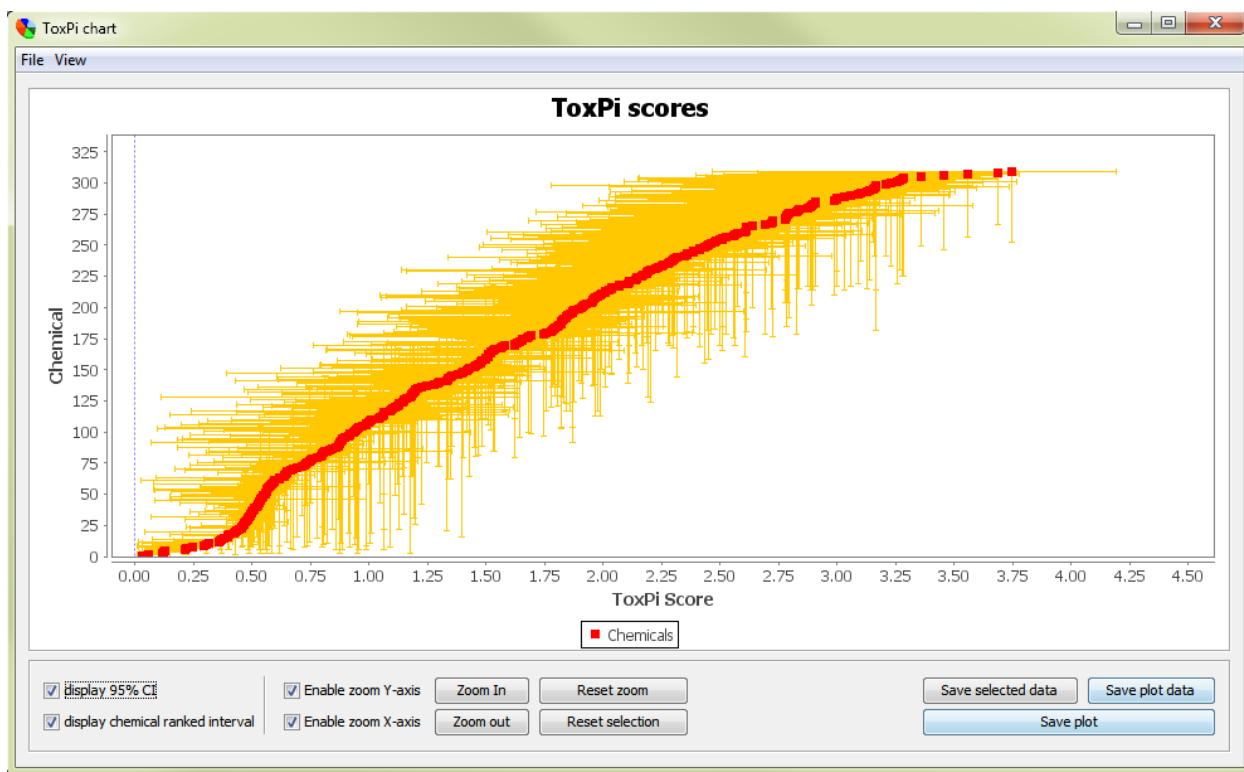 ToxPi chart
File View
ToxPi scores
325
300
275
250
225
200
175
150
125
100
75
50
25
0
Chemical
0.00 0.25 0.50 0.75 1.00 1.25 1.50 1.75 2.00 2.25 2.50 2.75 3.00 3.25 3.50 3.75 4.00 4.25 4.50
ToxPi Score
Chemicals
display 95% CI Enable zoom Y-axis Zoom In Reset zoom Save selected data Save plot data
display chemical ranked interval Enable zoom X-axis Zoom out Reset selection Save plot